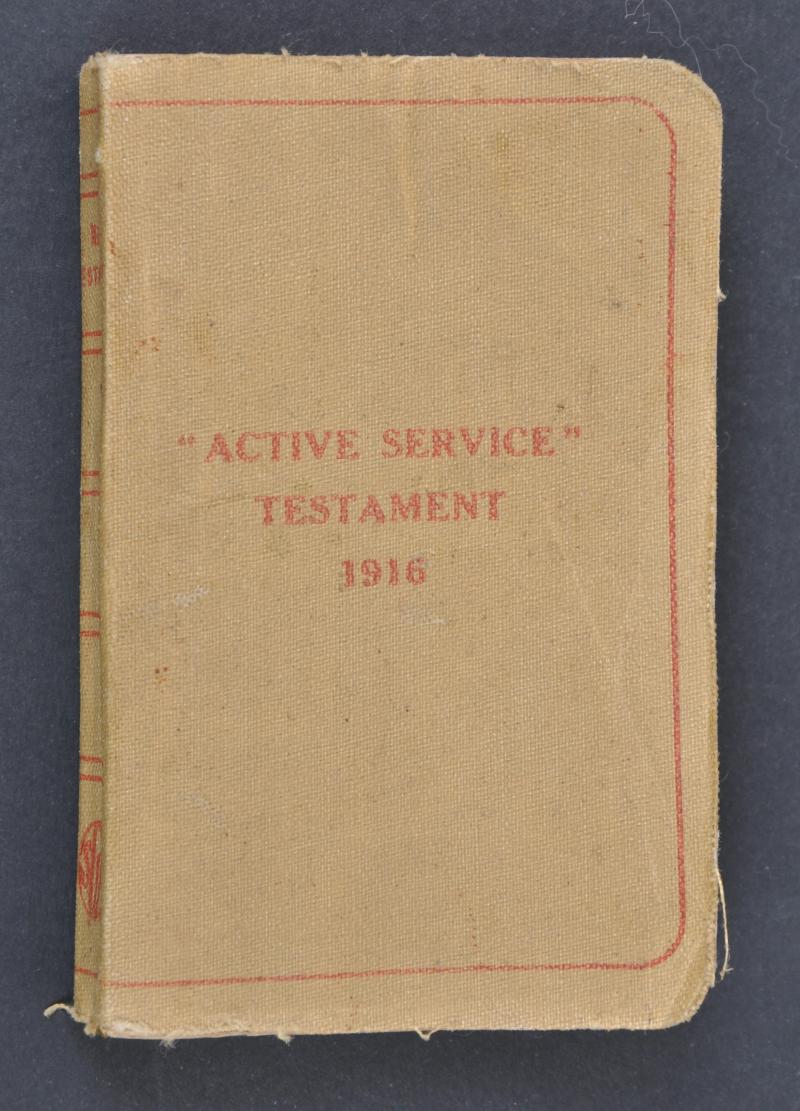 "ACTIVE SERVICE"
TESTAMENT
1916